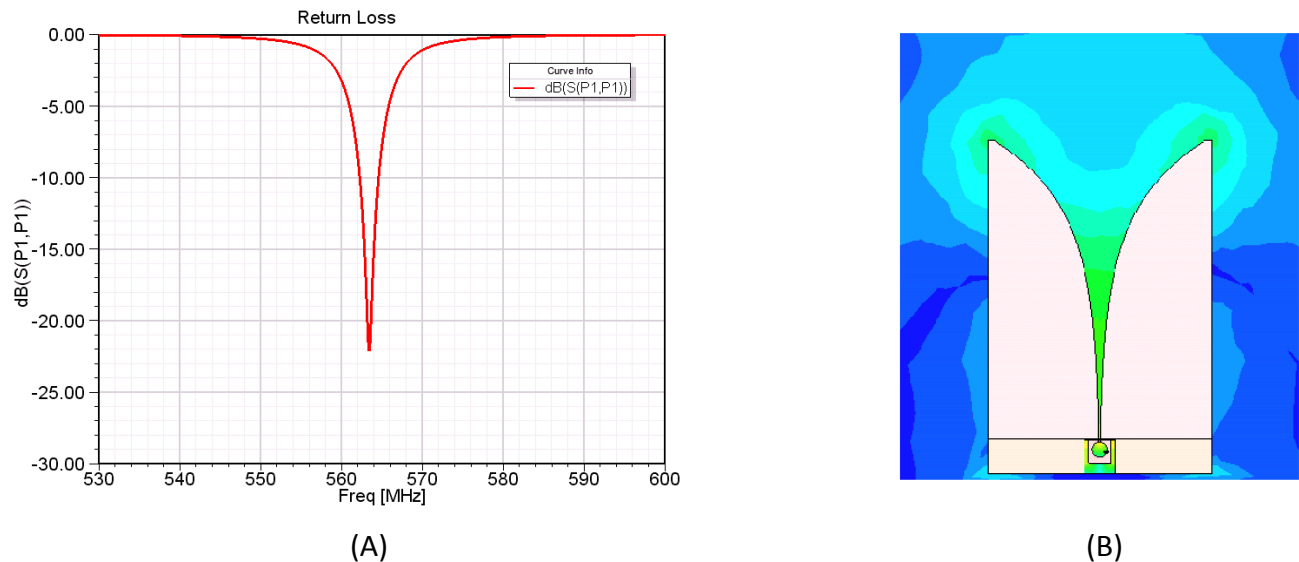 Return Loss
0.00
-5.00
-10.00
-15.00
-20.00
-25.00
-30.00
dB(S(P1,P1))
Curve Info
dB(S(P1,P1))
530 540 550 560 570 580 590 600
Freq [MHz]
(A)
(B)